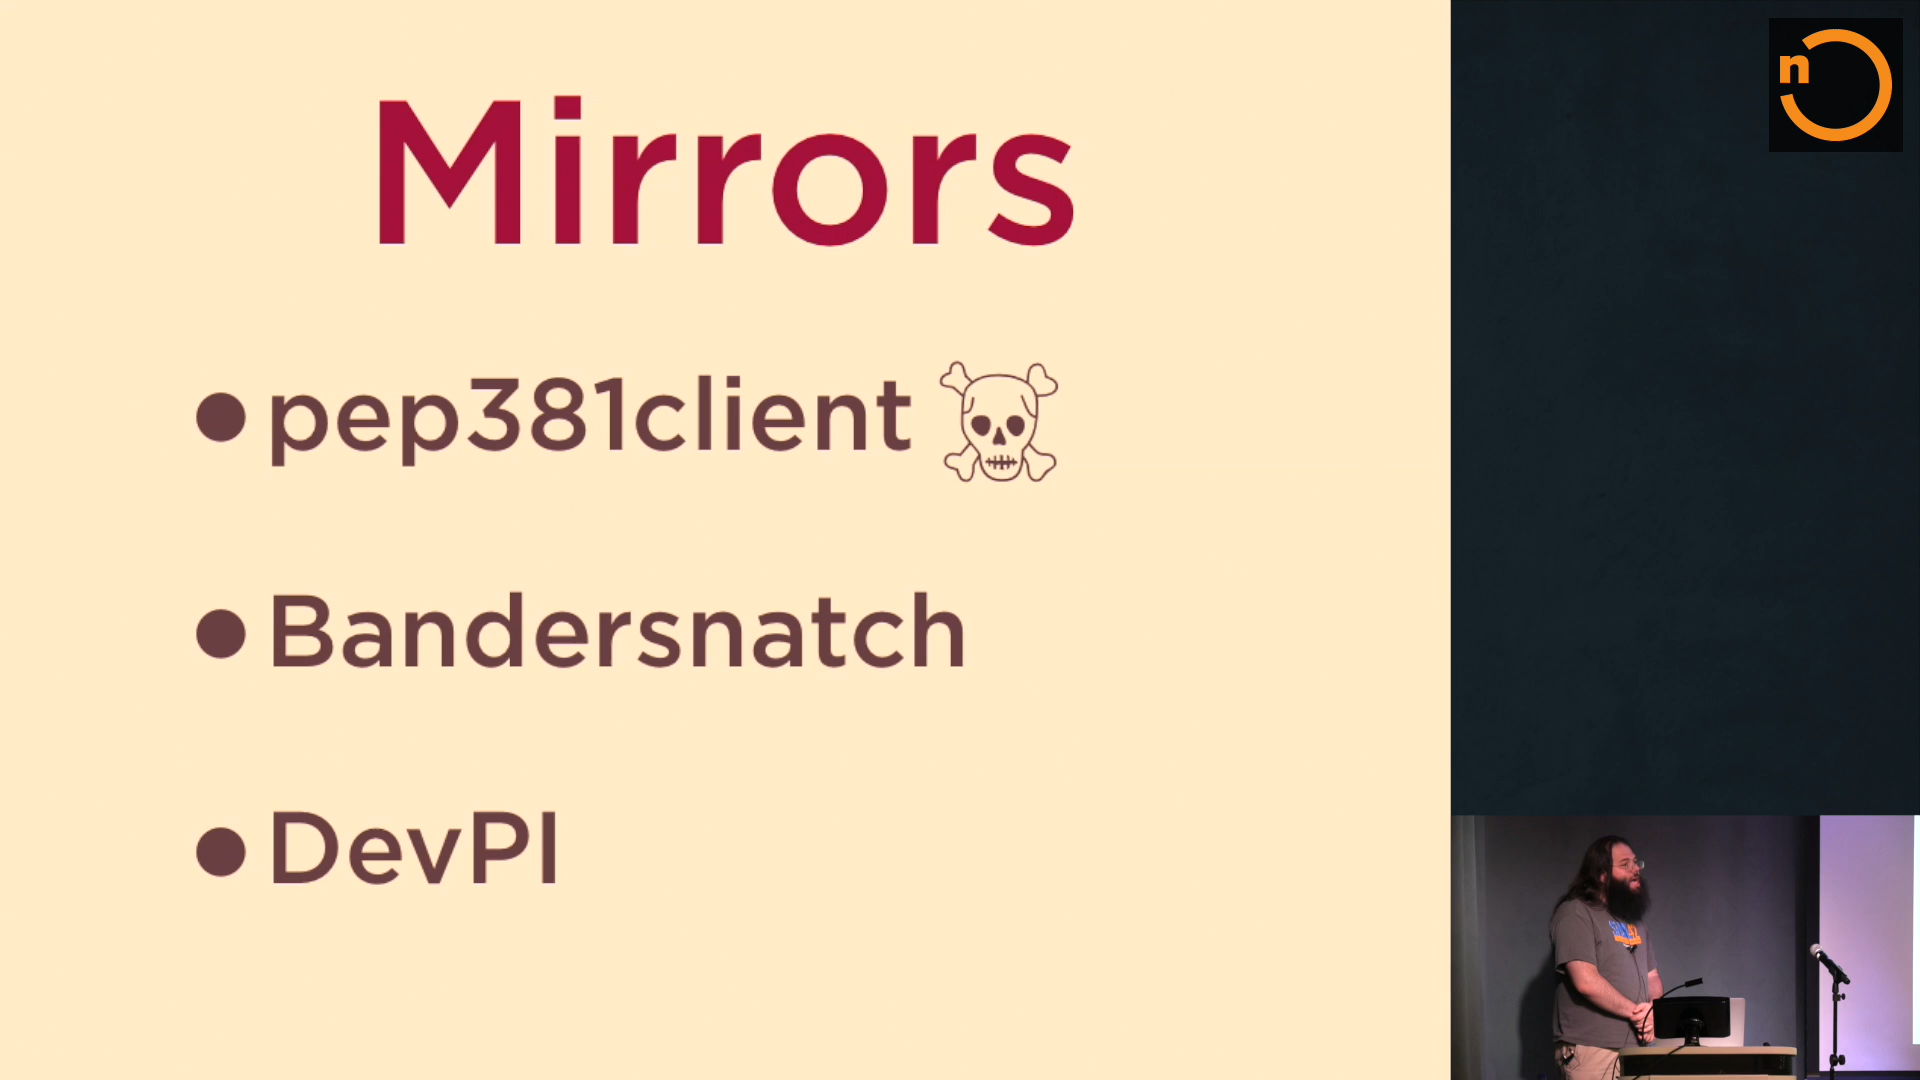 Mirrors
• pep381client ☠
• Bandersnatch
• DevPI
n